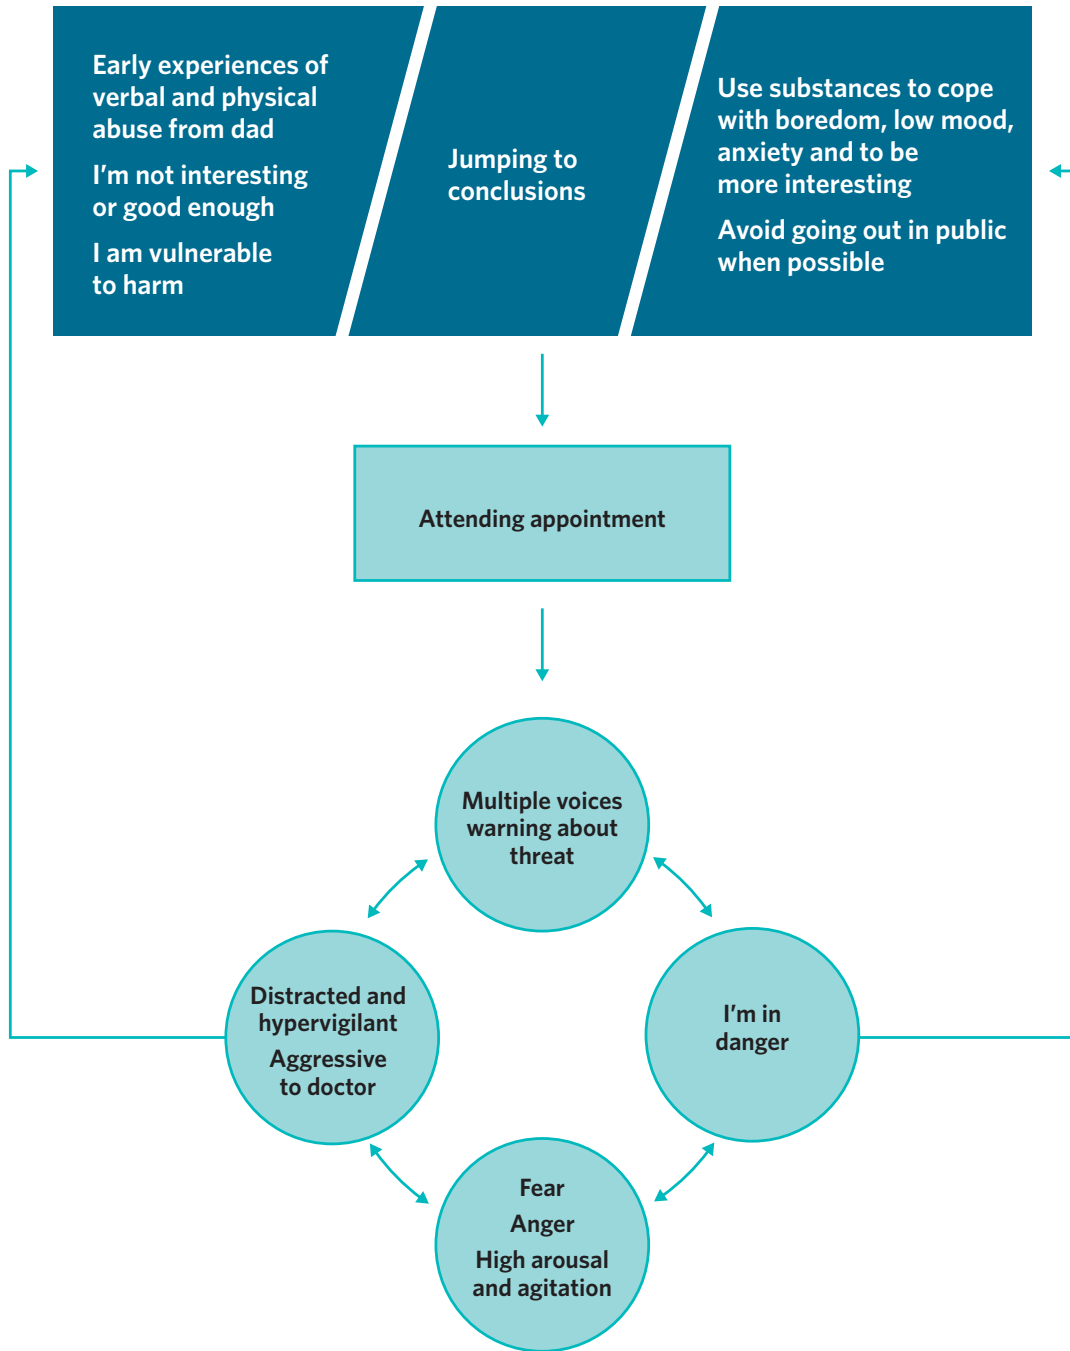 Early experiences of
verbal and physical
abuse from dad
I'm not interesting
or good enough
I am vulnerable
to harm
Jumping to
conclusions
Use substances to cope
with boredom, low mood,
anxiety and to be
more interesting
Avoid going out in public
when possible
Attending appointment
Multiple voices
warning about
threat
Distracted and
hypervigilant
Aggressive
to doctor
I'm in
danger
Fear
Anger
High arousal
and agitation